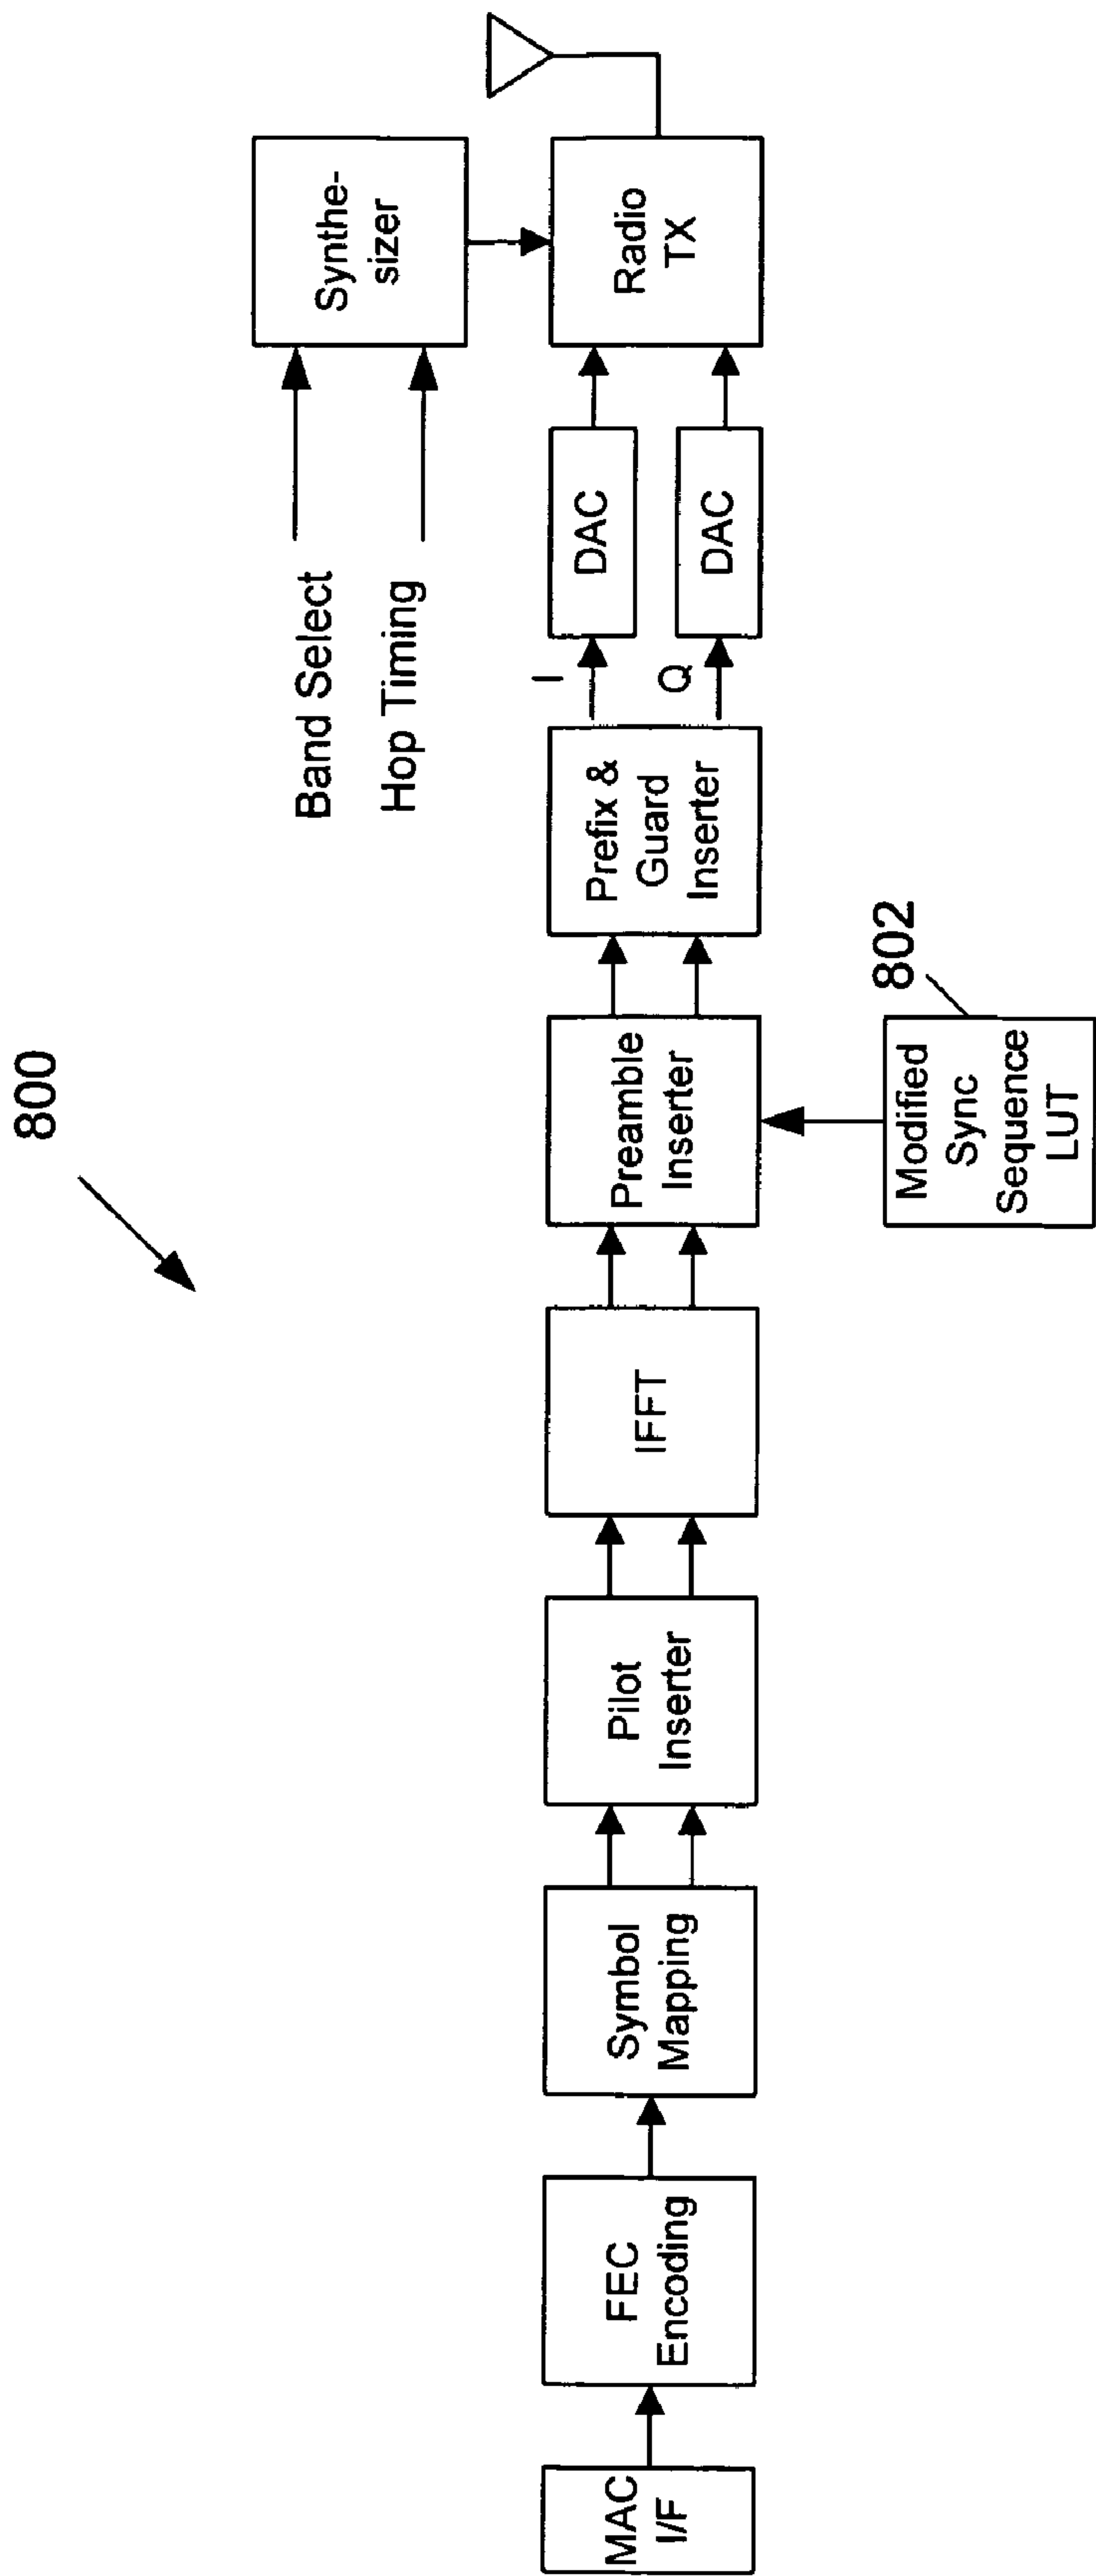 800
MAC
I/F
FEC
Encoding
Symbol
Mapping
Pilot
Inserter
IFFT
Preamble
Inserter
802
Modified
Sync
Sequence
LUT
Prefix &
Guard
Inserter
I
Q
DAC
DAC
Band Select
Hop Timing
Synthe-
sizer
Radio
TX